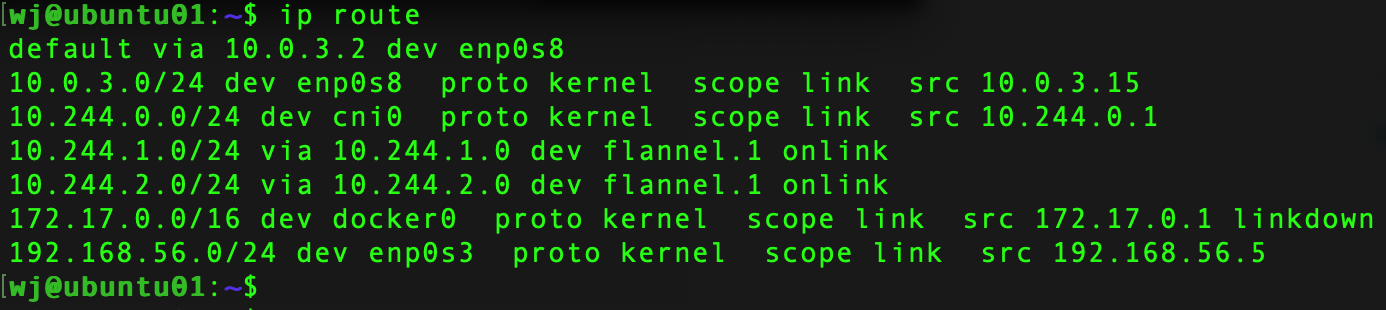 [wj@ubuntu01:~$ ip route
default via 10.0.3.2 dev enp0s8
10.0.3.0/24 dev enp0s8  proto kernel  scope link  src 10.0.3.15
10.244.0.0/24 dev cni0  proto kernel  scope link  src 10.244.0.1
10.244.1.0/24 via 10.244.1.0 dev flannel.1 onlink
10.244.2.0/24 via 10.244.2.0 dev flannel.1 onlink
172.17.0.0/16 dev docker0  proto kernel  scope link  src 172.17.0.1 linkdown
192.168.56.0/24 dev enp0s3  proto kernel  scope link  src 192.168.56.5
[wj@ubuntu01:~$